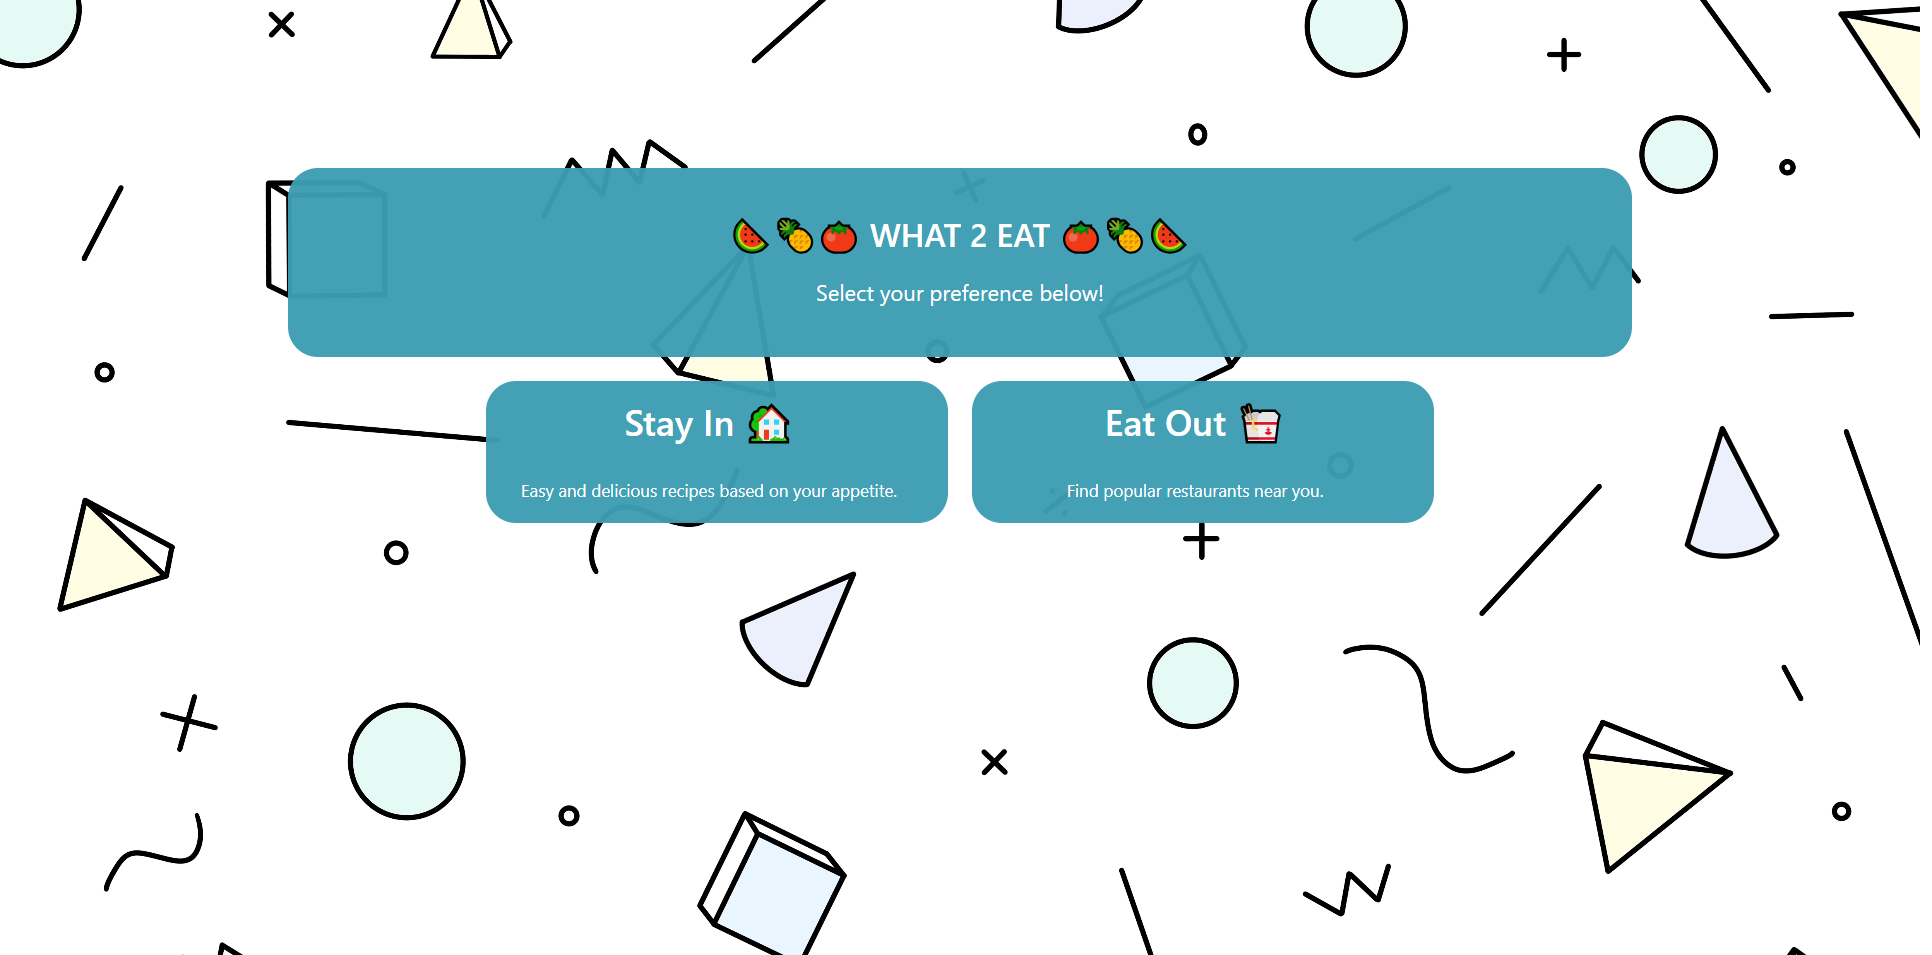 🍉🍍🍅 WHAT 2 EAT 🍅🍍🍉
Select your preference below!
Stay In 🏡
Eat Out 🥡
Easy and delicious recipes based on your appetite.
Find popular restaurants near you.